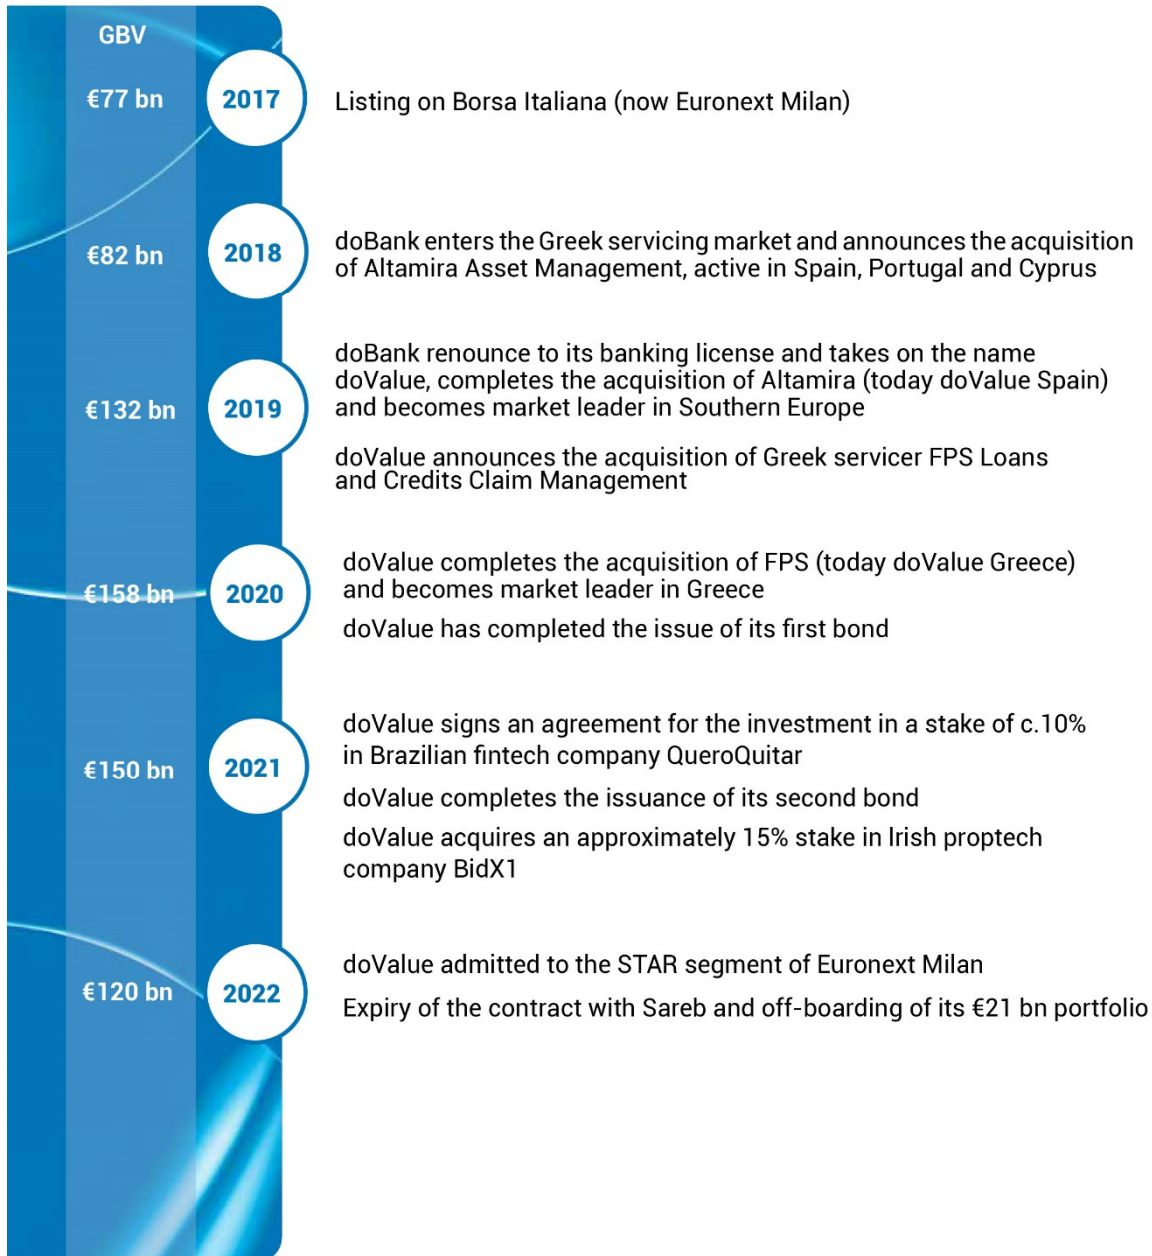 GBV
€77 bn
2017
Listing on Borsa Italiana (now Euronext Milan)
€82 bn
2018
doBank enters the Greek servicing market and announces the acquisition
of Altamira Asset Management, active in Spain, Portugal and Cyprus
€132 bn
2019
doBank renounce to its banking license and takes on the name
doValue, completes the acquisition of Altamira (today doValue Spain)
and becomes market leader in Southern Europe
doValue announces the acquisition of Greek servicer FPS Loans
and Credits Claim Management
€158 bn
2020
doValue completes the acquisition of FPS (today doValue Greece)
and becomes market leader in Greece
doValue has completed the issue of its first bond
€150 bn
2021
doValue signs an agreement for the investment in a stake of c.10%
in Brazilian fintech company QueroQuitar
doValue completes the issuance of its second bond
doValue acquires an approximately 15% stake in Irish proptech
company BidX1
€120 bn
2022
doValue admitted to the STAR segment of Euronext Milan
Expiry of the contract with Sareb and off-boarding of its €21 bn portfolio